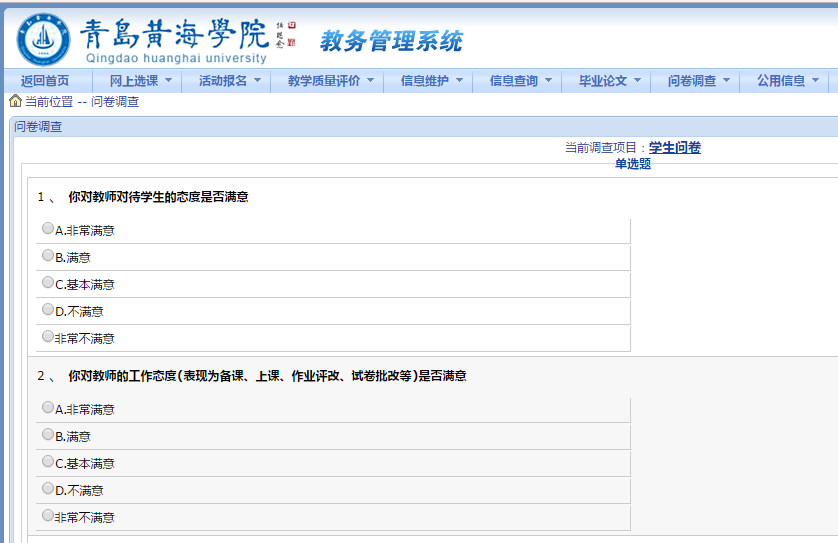 青島黄海學院
Qingdao huanghai university
教务管理系统
返回首页 网上选课 活动报名 教学质量评价 信息维护 信息查询 毕业论文 问卷调查 公用信息
当前位置 -- 问卷调查
问卷调查
当前调查项目：学生问卷
单选题
1 、 你对教师对待学生的态度是否满意
A.非常满意
B.满意
C.基本满意
D.不满意
非常不满意
2 、 你对教师的工作态度(表现为备课、上课、作业评改、试卷批改等)是否满意
A.非常满意
B.满意
C.基本满意
D.不满意
非常不满意